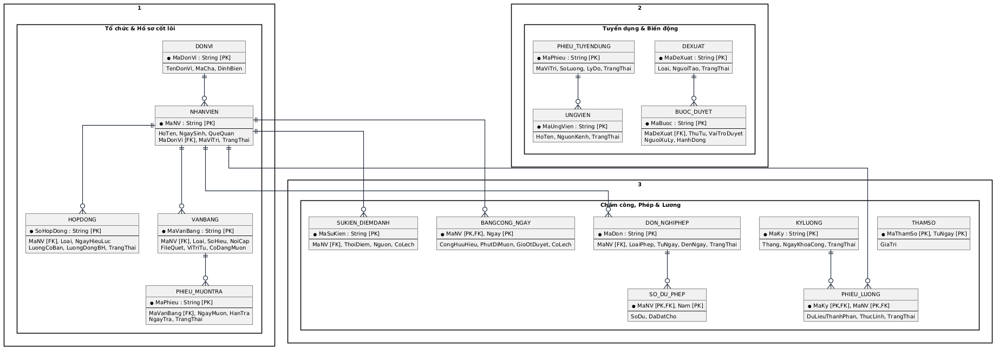 1
Tổ chức & Hồ sơ cốt lõi
DONVI
MaDonVi : String [PK]
TenDonVi, MaCha, DinhBien
NHANVIEN
MaNV : String [PK]
HoTen, NgaySinh, QueQuan
MaDonVi [FK], MaViTri, TrangThai
HOPDONG
SoHopDong : String [PK]
MaNV [FK], Loai, NgayHieuLuc
LuongCoBan, LuongDongBH, TrangThai
VANBANG
MaVanBang : String [PK]
MaNV [FK], Loai, SoHieu, NoiCap
FileQuet, ViTriTu, CoDangMuon
PHIEU_MUONTRA
MaPhieu : String [PK]
MaVanBang [FK], NgayMuon, HanTra
NgayTra, TrangThai
2
Tuyển dụng & Biến động
PHIEU_TUYENDUNG
MaPhieu : String [PK]
MaViTri, SoLuong, LyDo, TrangThai
DEXUAT
MaDeXuat : String [PK]
Loai, NguoiTao, TrangThai
UNGVIEN
MaUngVien : String [PK]
HoTen, NguonKenh, TrangThai
BUOC_DUYET
MaBuoc : String [PK]
MaDeXuat [FK], ThuTu, VaiTroDuyet
NguoiXuLy, HanhDong
3
Chấm công, Phép & Lương
SUKIEN_DIEMDANH
MaSuKien : String [PK]
MaNV [FK], ThoiDiem, Nguon, CoLech
BANGCONG_NGAY
MaNV [PK,FK], Ngay [PK]
CongHuuHieu, PhutDiMuon, GioOtDuyet, CoLech
DON_NGHIPHEP
MaDon : String [PK]
MaNV [FK], LoaiPhep, TuNgay, DenNgay, TrangThai
KYLUONG
MaKy : String [PK]
Thang, NgayKhoaCong, TrangThai
THAMSO
MaThamSo [PK], TuNgay [PK]
GiaTri
SO_DU_PHEP
MaNV [PK,FK], Nam [PK]
SoDu, DaDatCho
PHIEU_LUONG
MaKy [PK,FK], MaNV [PK,FK]
DuLieuThanhPhan, ThucLinh, TrangThai